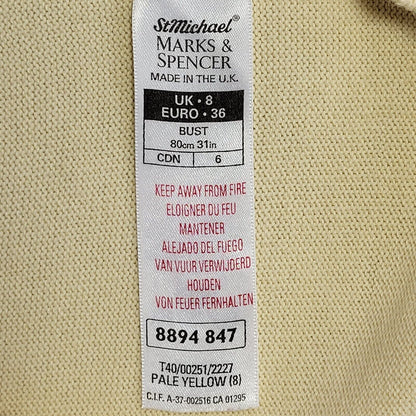 StMichael®
MARKS &
SPENCER
MADE IN THE U.K.
UK • 8
EURO • 36
BUST
80cm 31in
CDN 6
KEEP AWAY FROM FIRE
ELOIGNER DU FEU
MANTENER
ALEJADO DEL FUEGO
VAN VUUR VERWIJDERD
HOUDEN
VON FEUER FERNHALTEN
8894 847
T40/00251/2227
PALE YELLOW (8)
C.I.F. A-37-002516 CA 01295